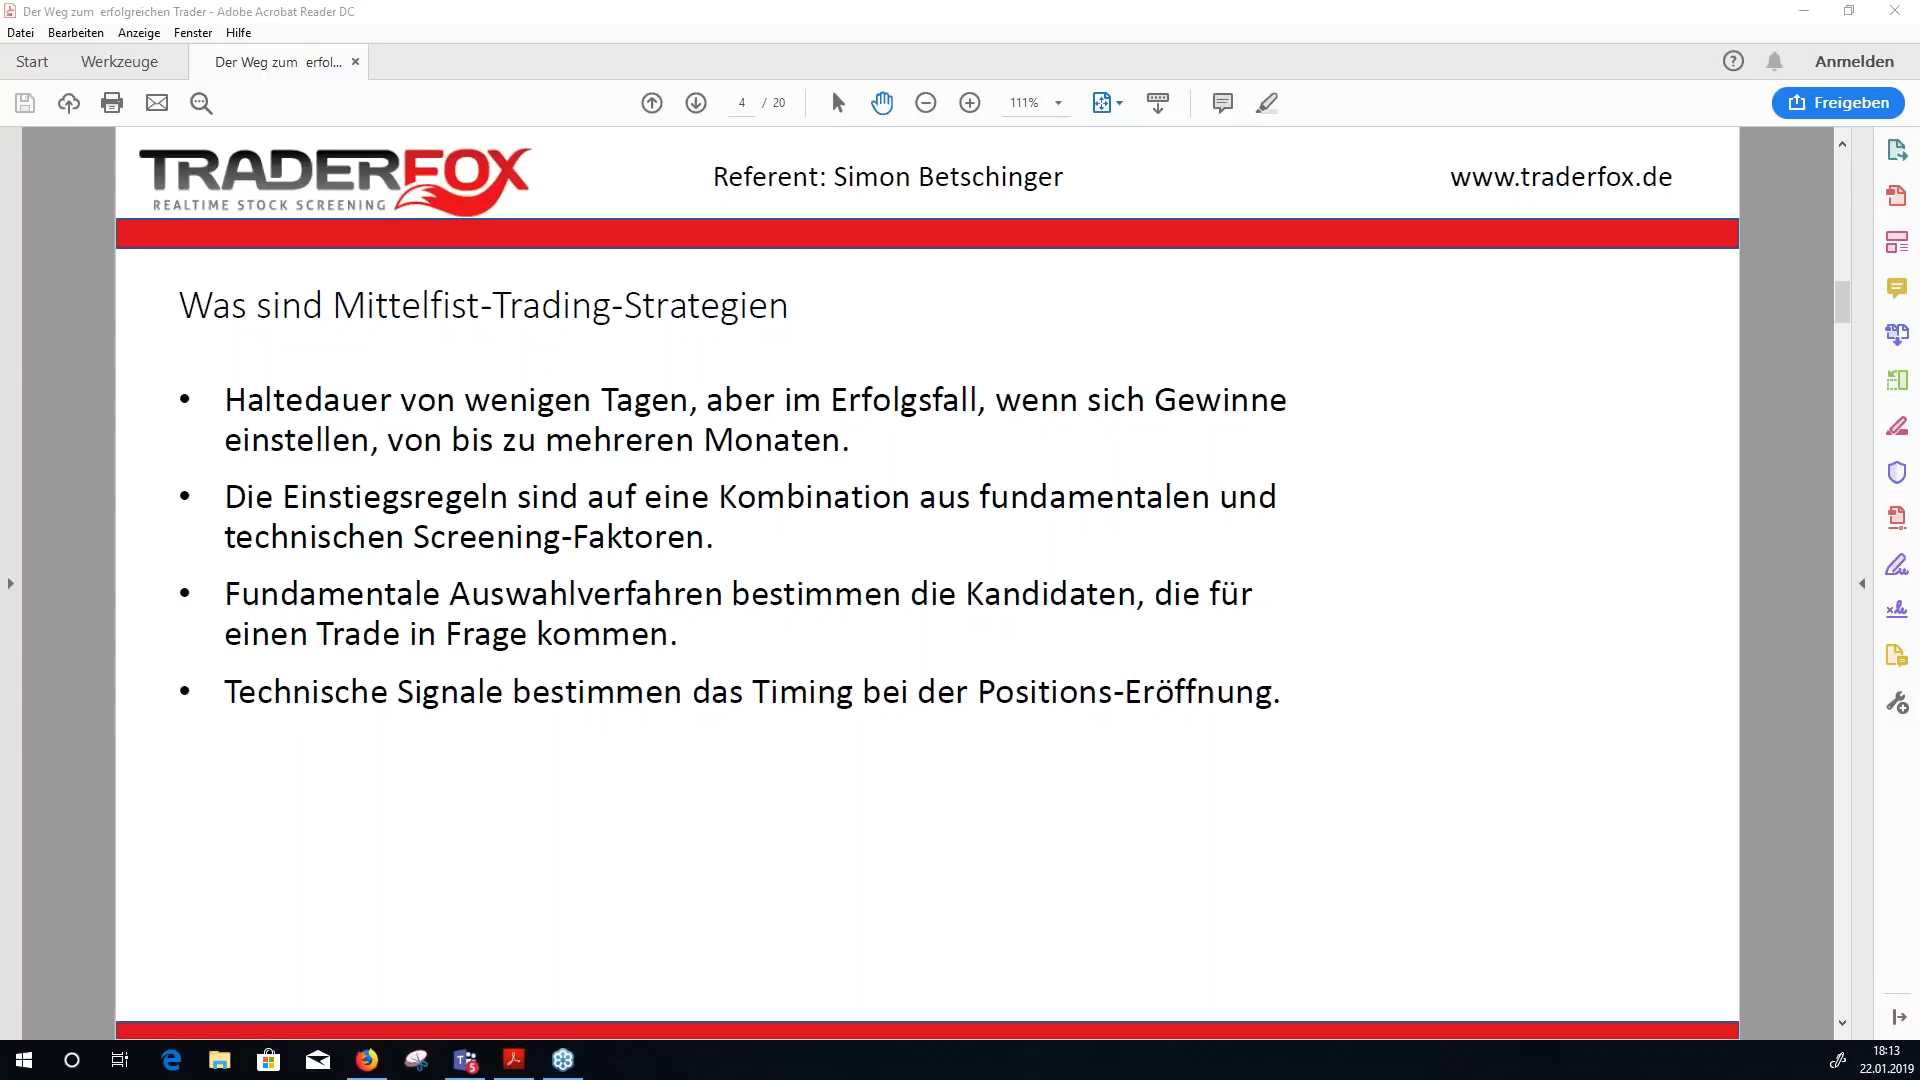 Der Weg zum  erfolgreichen Trader - Adobe Acrobat Reader DC
Datei Bearbeiten Anzeige Fenster Hilfe
Start Werkzeuge Der Weg zum  erfol... × Anmelden
4 / 20 111% Freigeben
TRADERFOX
REALTIME STOCK SCREENING
Referent: Simon Betschinger
www.traderfox.de
Was sind Mittelfist-Trading-Strategien
• Haltedauer von wenigen Tagen, aber im Erfolgsfall, wenn sich Gewinne
einstellen, von bis zu mehreren Monaten.
• Die Einstiegsregeln sind auf eine Kombination aus fundamentalen und
technischen Screening-Faktoren.
• Fundamentale Auswahlverfahren bestimmen die Kandidaten, die für
einen Trade in Frage kommen.
• Technische Signale bestimmen das Timing bei der Positions-Eröffnung.
18:13
22.01.2019